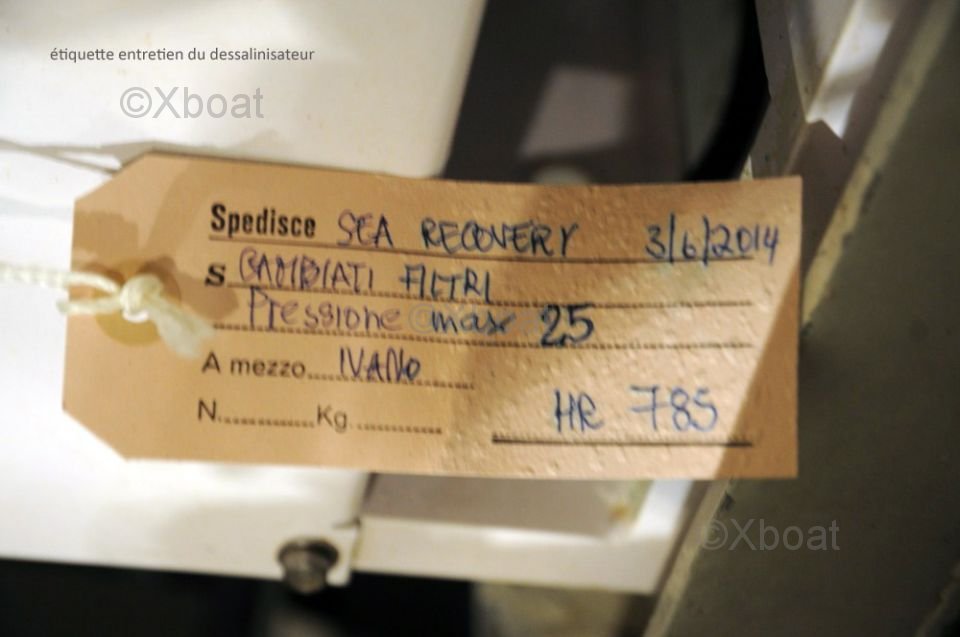 étiquette entretien du dessalinisateur
©Xboat
Spedisce SEA RECOVERY 3/6/2014
S CAMBIATI FILTRI
Pressione max 25
A mezzo IVANO
N. Kg.
HR 785
©Xboat